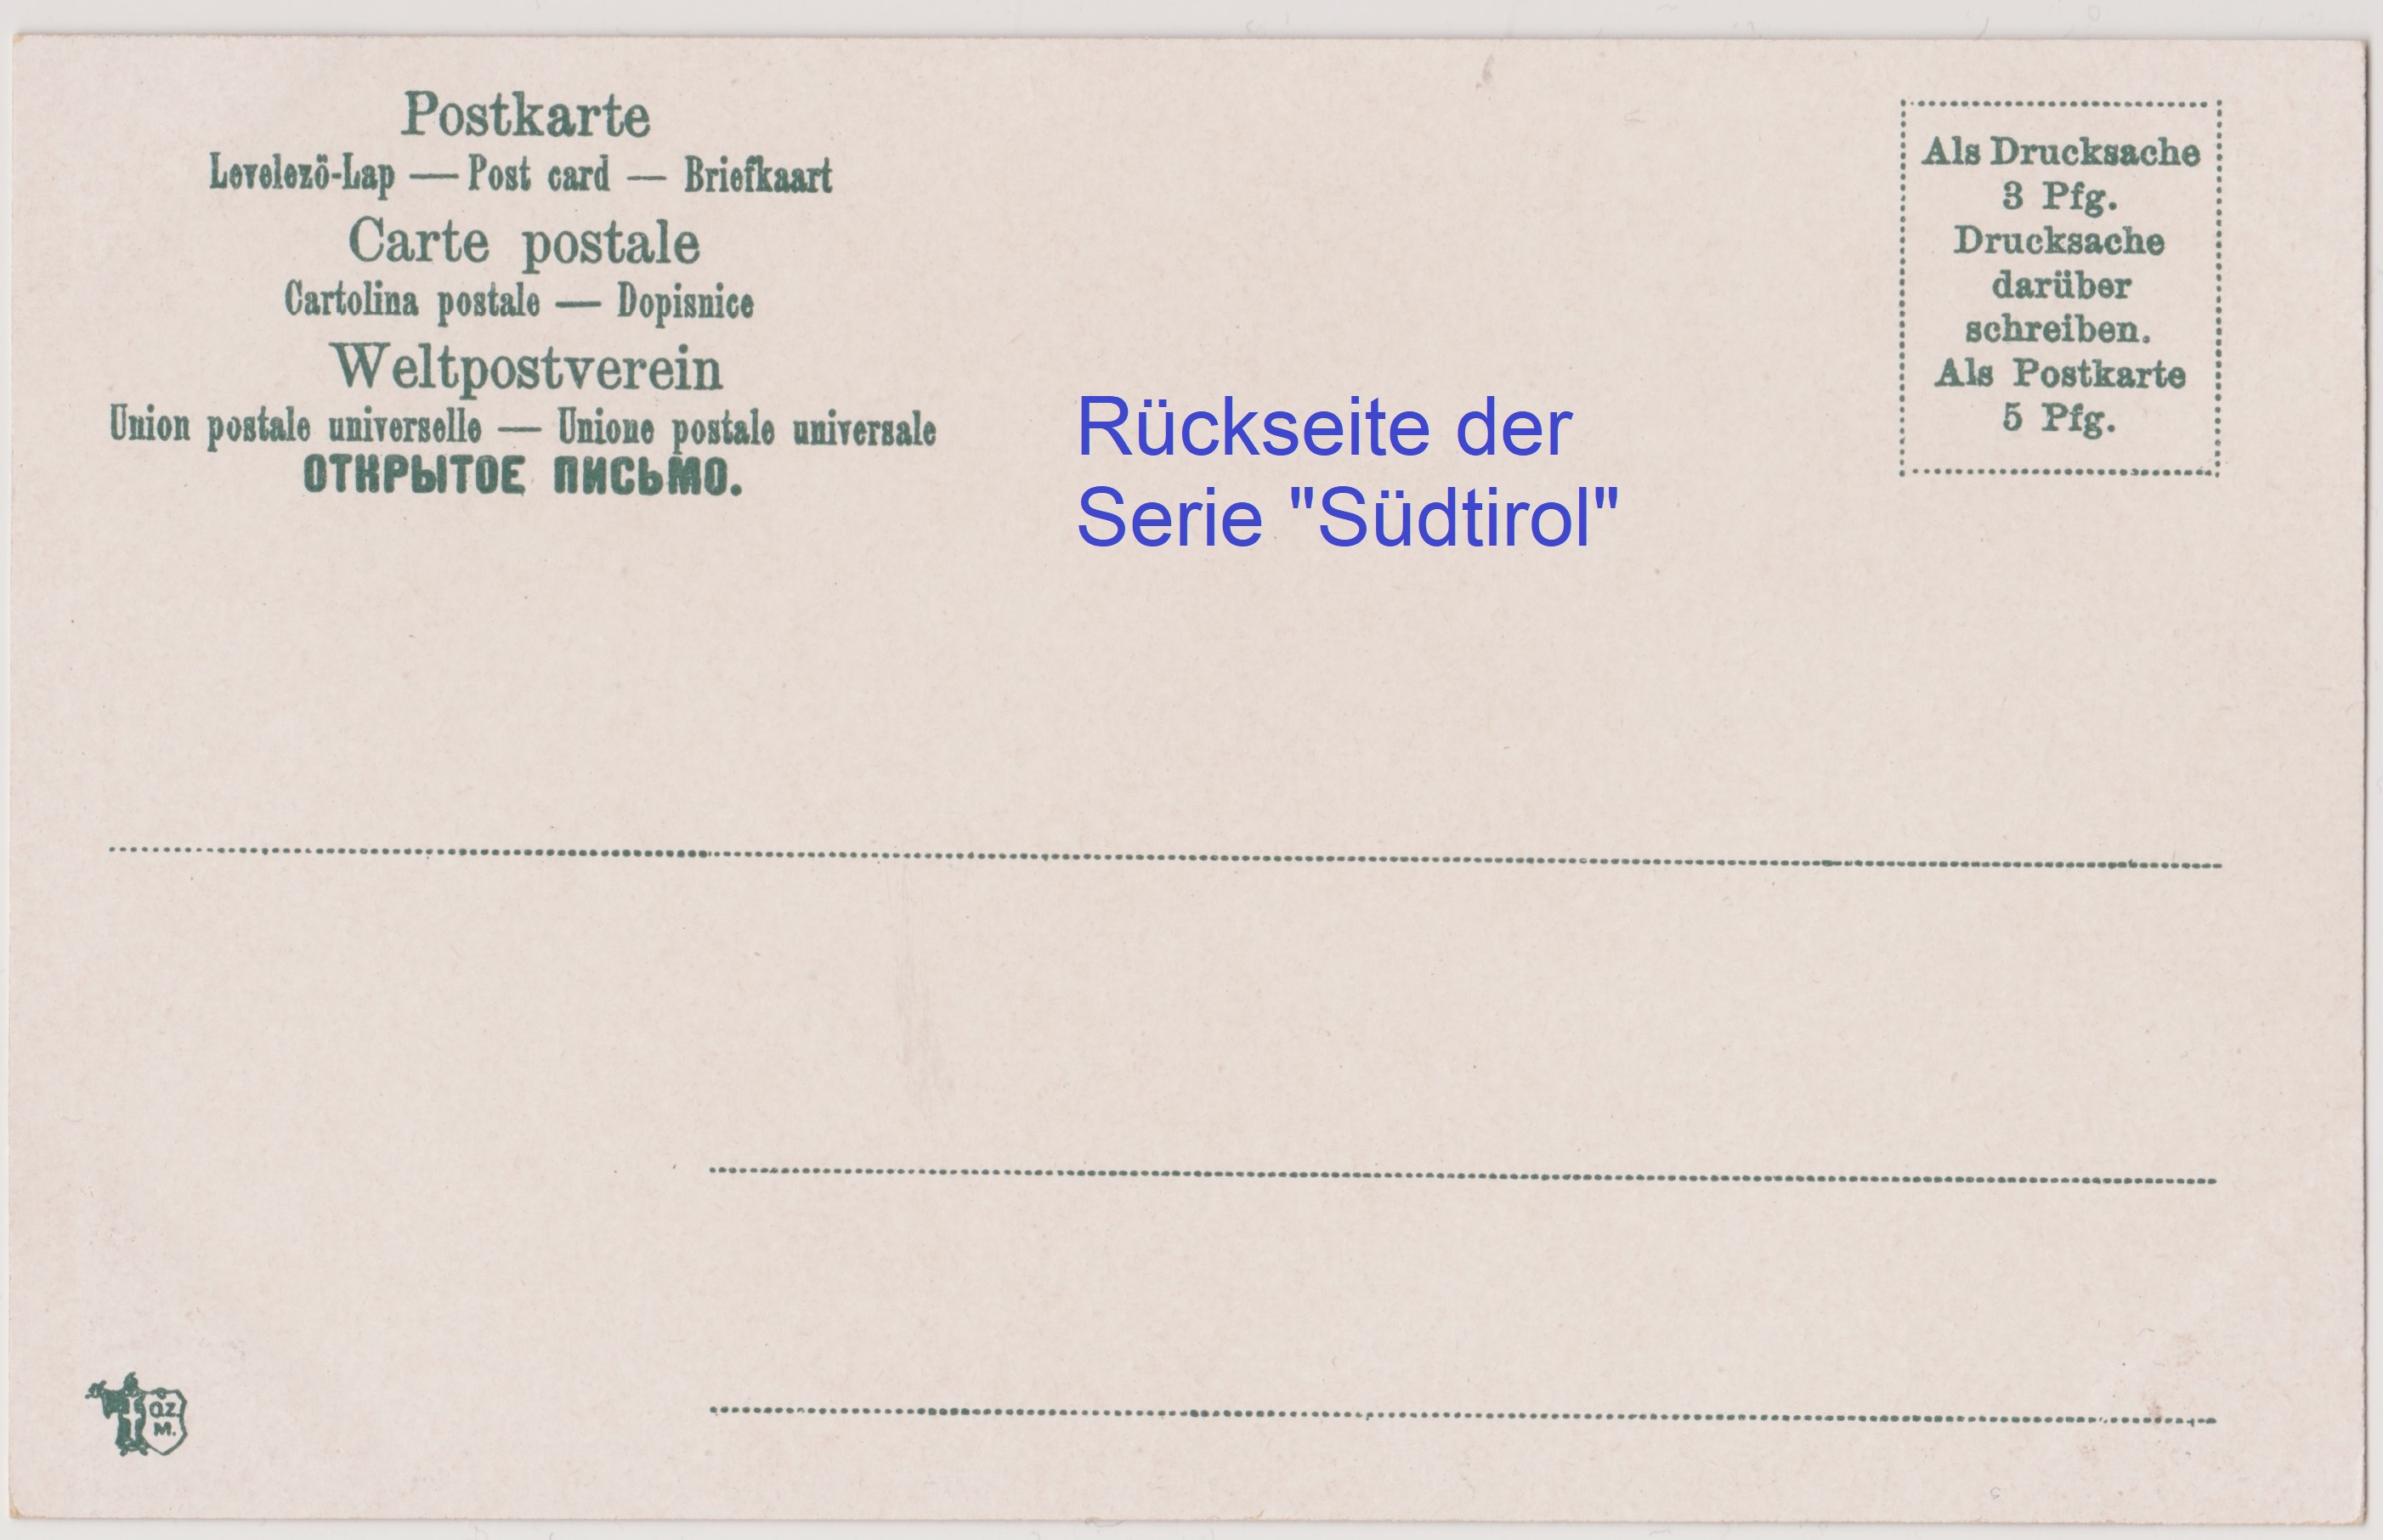 Postkarte
Levelezö-Lap — Post card — Briefkaart
Carte postale
Cartolina postale — Dopisnice
Weltpostverein
Union postale universelle — Unione postale universale
ОТКРЫТОЕ ПИСЬМО.
Als Drucksache
3 Pfg.
Drucksache
darüber
schreiben.
Als Postkarte
5 Pfg.
Rückseite der
Serie "Südtirol"
O.Z.
M.